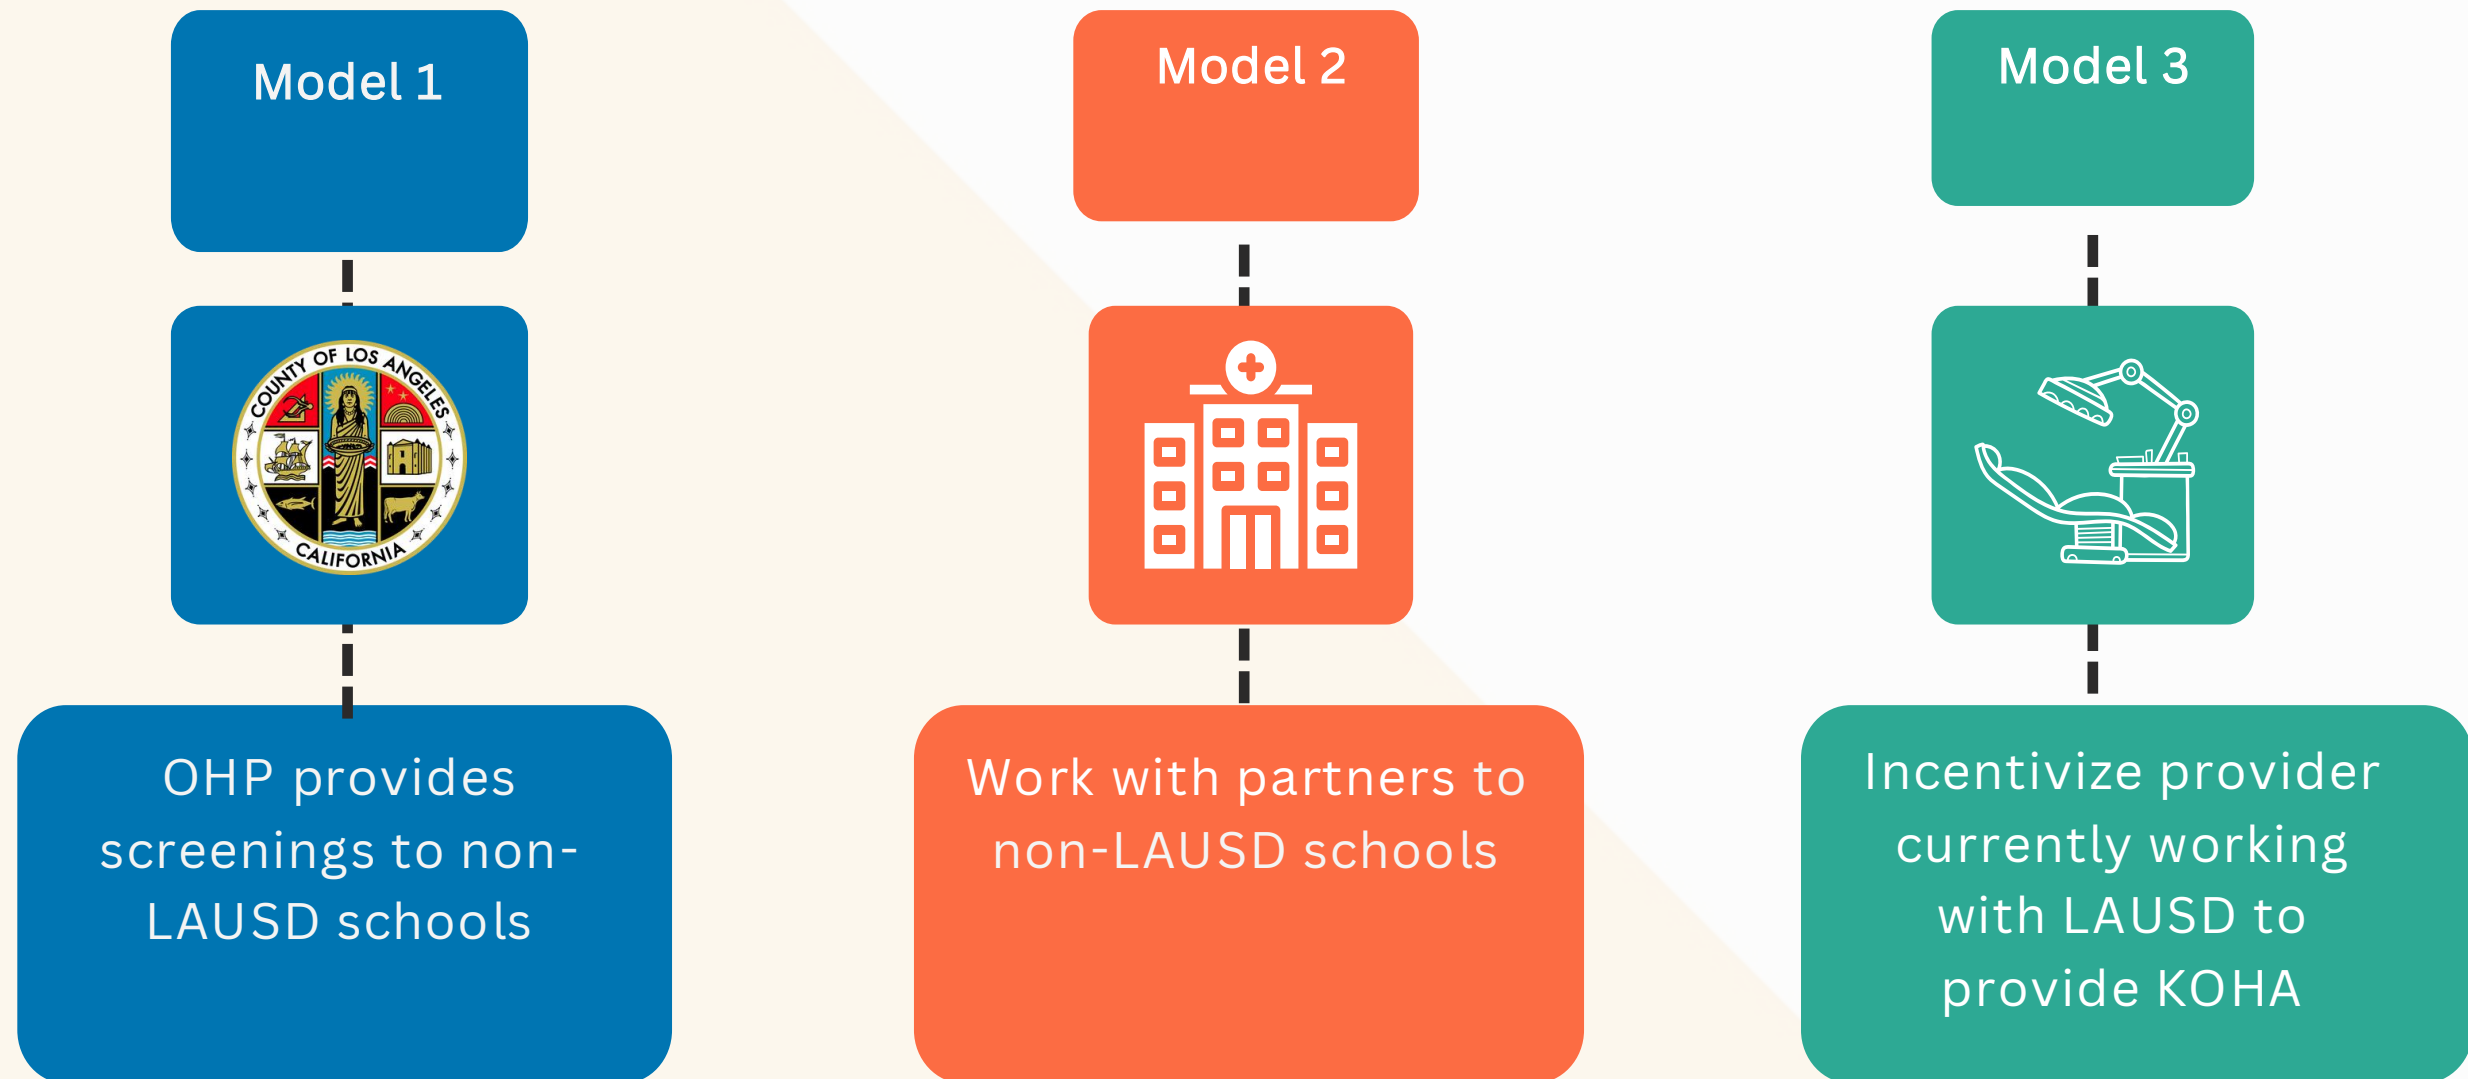 Model 1
COUNTY OF LOS ANGELES
CALIFORNIA
OHP provides
screenings to non-
LAUSD schools
Model 2
Work with partners to
non-LAUSD schools
Model 3
Incentivize provider
currently working
with LAUSD to
provide KOHA